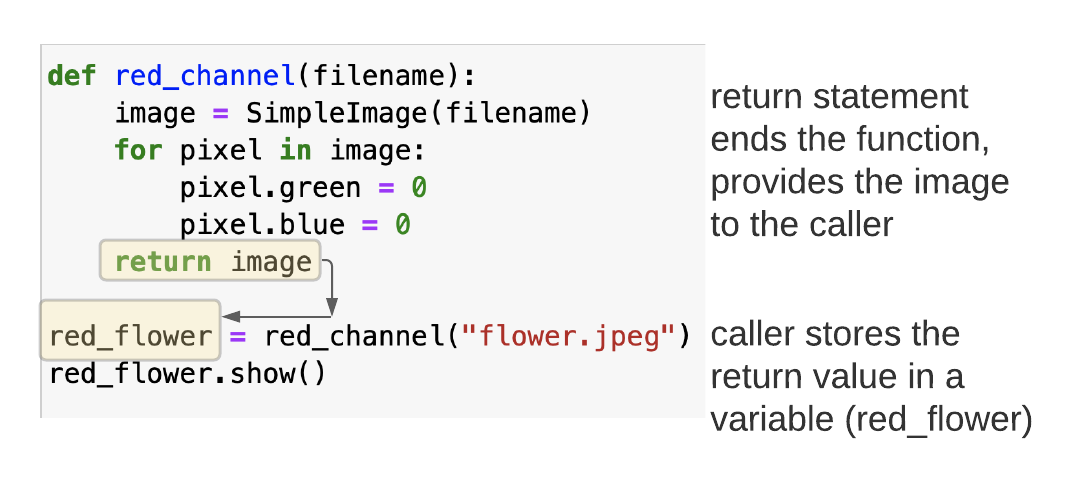 def red_channel(filename):
    image = SimpleImage(filename)
    for pixel in image:
        pixel.green = 0
        pixel.blue = 0
    return image
red_flower = red_channel("flower.jpeg")
red_flower.show()
return statement
ends the function,
provides the image
to the caller
caller stores the
return value in a
variable (red_flower)